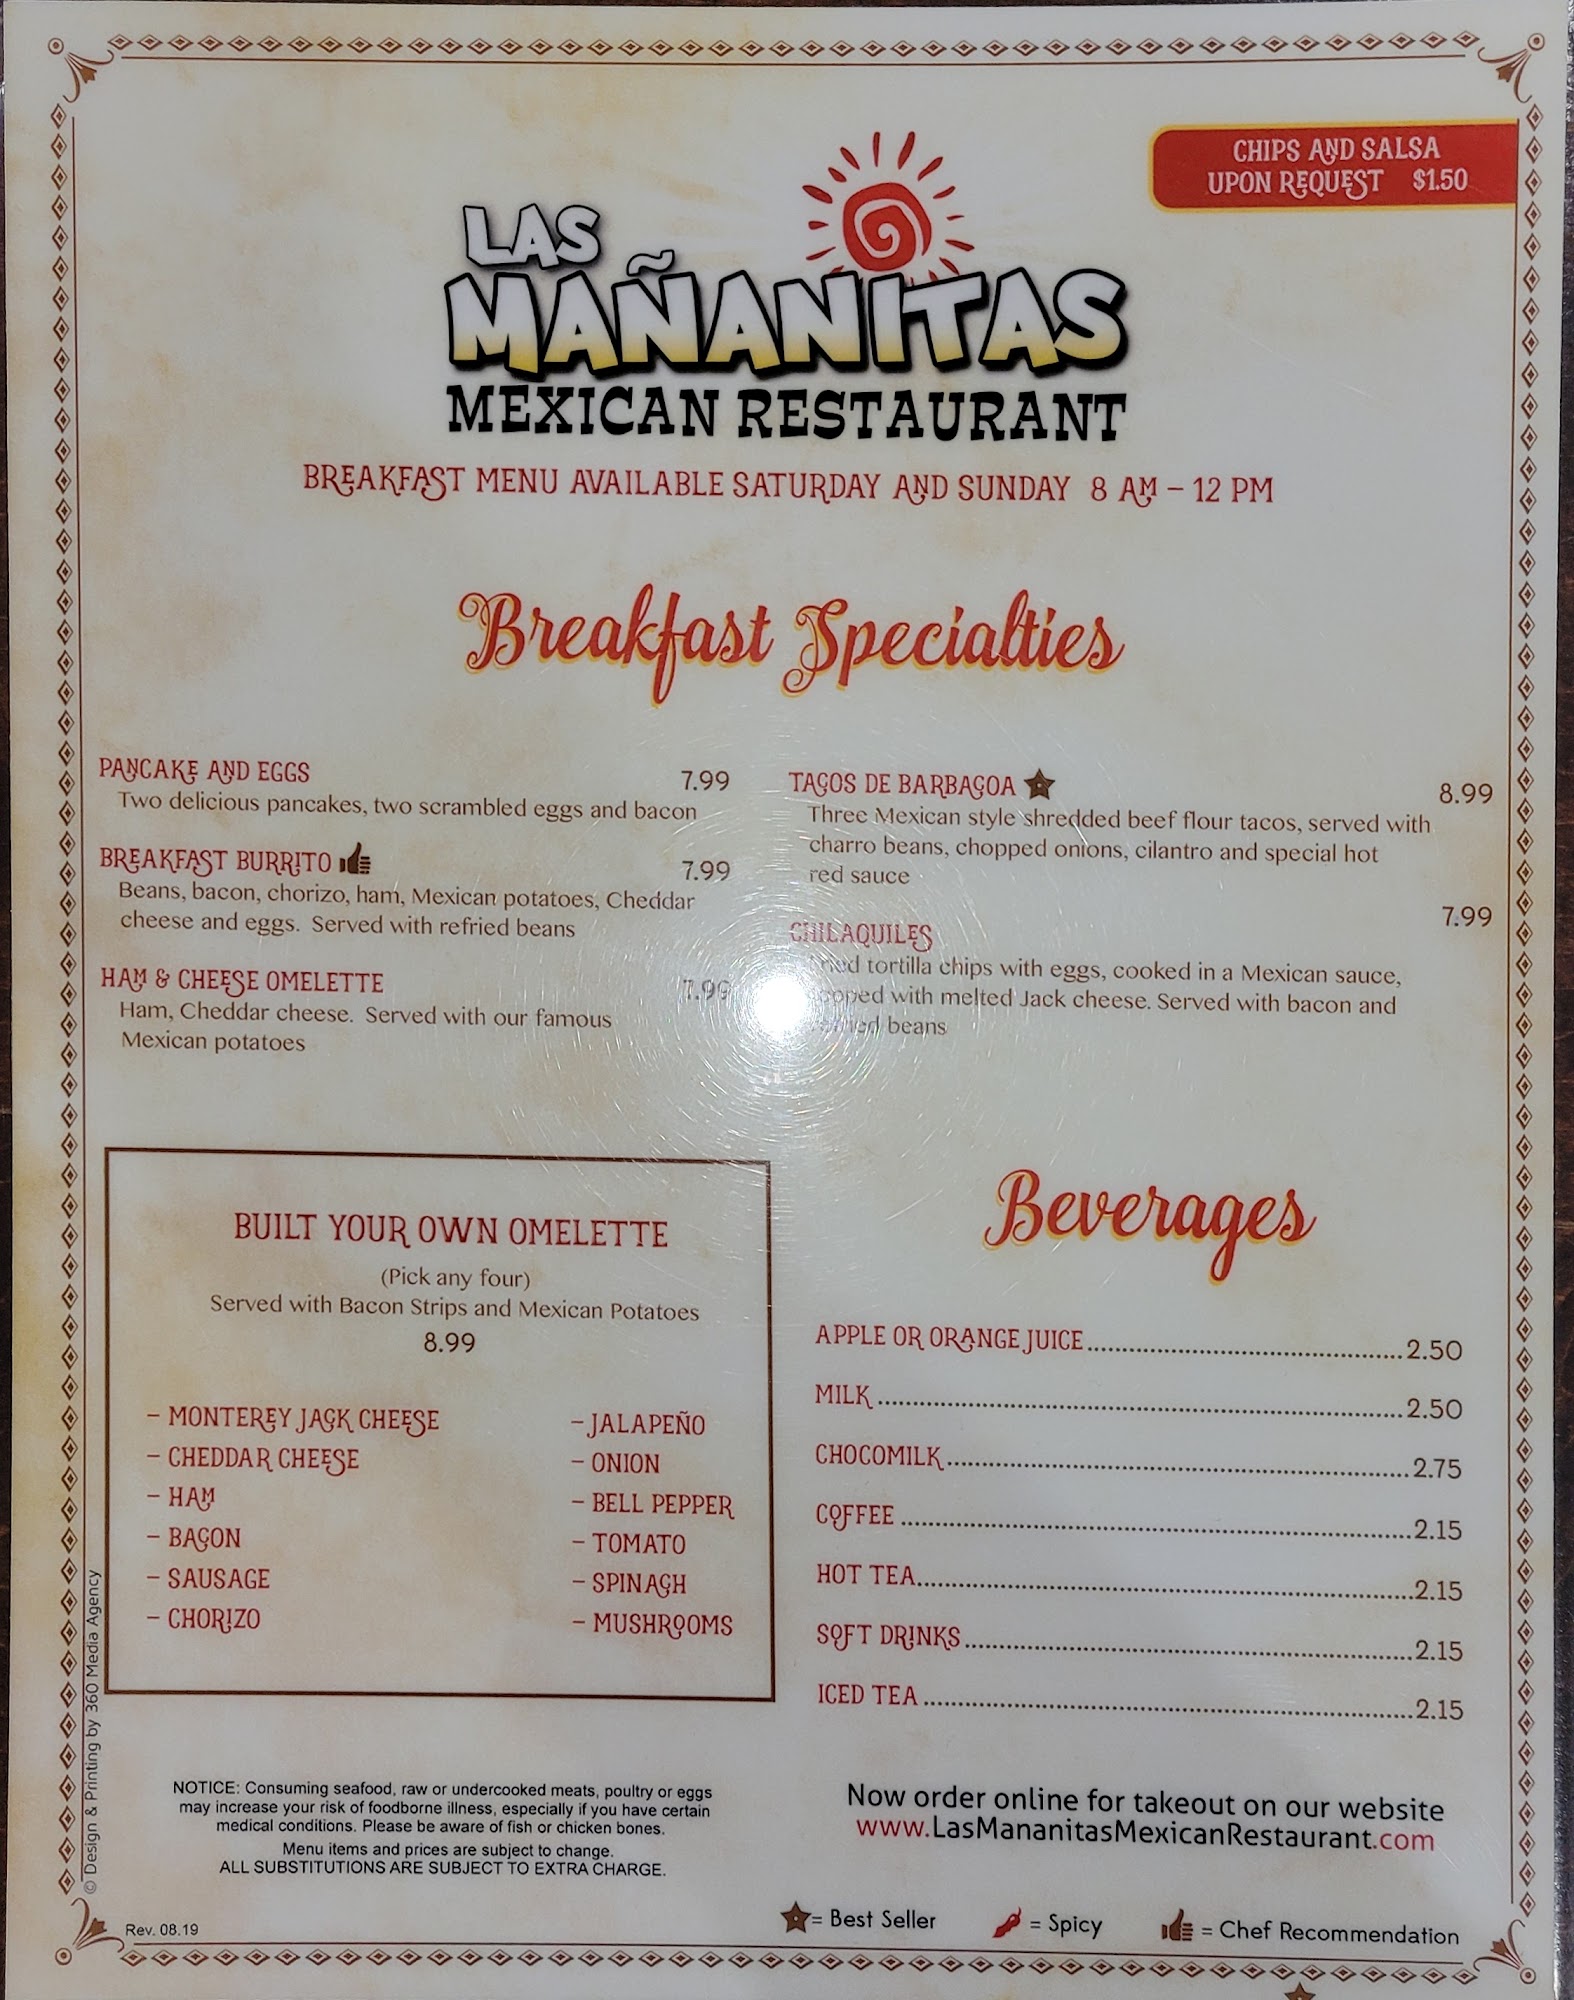 CHIPS AND SALSA
UPON REQUEST $1.50
LAS
MAÑANITAS
MEXICAN RESTAURANT
BREAKFAST MENU AVAILABLE SATURDAY AND SUNDAY 8 AM – 12 PM
Breakfast Specialties
PANCAKE AND EGGS 7.99
Two delicious pancakes, two scrambled eggs and bacon
BREAKFAST BURRITO 7.99
Beans, bacon, chorizo, ham, Mexican potatoes, Cheddar
cheese and eggs. Served with refried beans
HAM & CHEESE OMELETTE 7.99
Ham, Cheddar cheese. Served with our famous
Mexican potatoes
TACOS DE BARBACOA 8.99
Three Mexican style shredded beef flour tacos, served with
charro beans, chopped onions, cilantro and special hot
red sauce
CHILAQUILES 7.99
tortilla chips with eggs, cooked in a Mexican sauce,
with melted Jack cheese. Served with bacon and
refried beans
BUILT YOUR OWN OMELETTE
(Pick any four)
Served with Bacon Strips and Mexican Potatoes
8.99
– MONTEREY JACK CHEESE
– CHEDDAR CHEESE
– HAM
– BACON
– SAUSAGE
– CHORIZO
– JALAPEÑO
– ONION
– BELL PEPPER
– TOMATO
– SPINACH
– MUSHROOMS
Beverages
APPLE OR ORANGE JUICE 2.50
MILK 2.50
CHOCOMILK 2.75
COFFEE 2.15
HOT TEA 2.15
SOFT DRINKS 2.15
ICED TEA 2.15
© Design & Printing by 360 Media Agency
NOTICE: Consuming seafood, raw or undercooked meats, poultry or eggs
may increase your risk of foodborne illness, especially if you have certain
medical conditions. Please be aware of fish or chicken bones.
Menu items and prices are subject to change.
ALL SUBSTITUTIONS ARE SUBJECT TO EXTRA CHARGE.
Now order online for takeout on our website
www.LasMananitasMexicanRestaurant.com
Rev. 08.19
= Best Seller
= Spicy
= Chef Recommendation